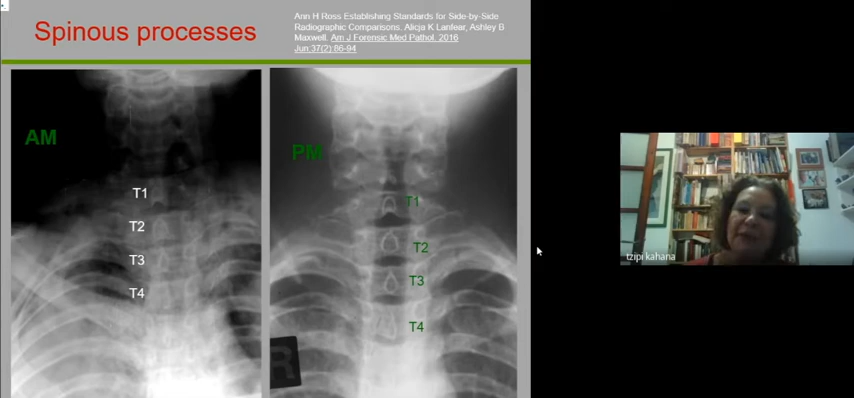 Spinous processes
Ann H Ross Establishing Standards for Side-by-Side
Radiographic Comparisons. Alicja K Lanfear, Ashley B
Maxwell. Am J Forensic Med Pathol. 2016
Jun;37(2):86-94
AM
T1
T2
T3
T4
PM
T1
T2
T3
T4
R
tzipi kahana